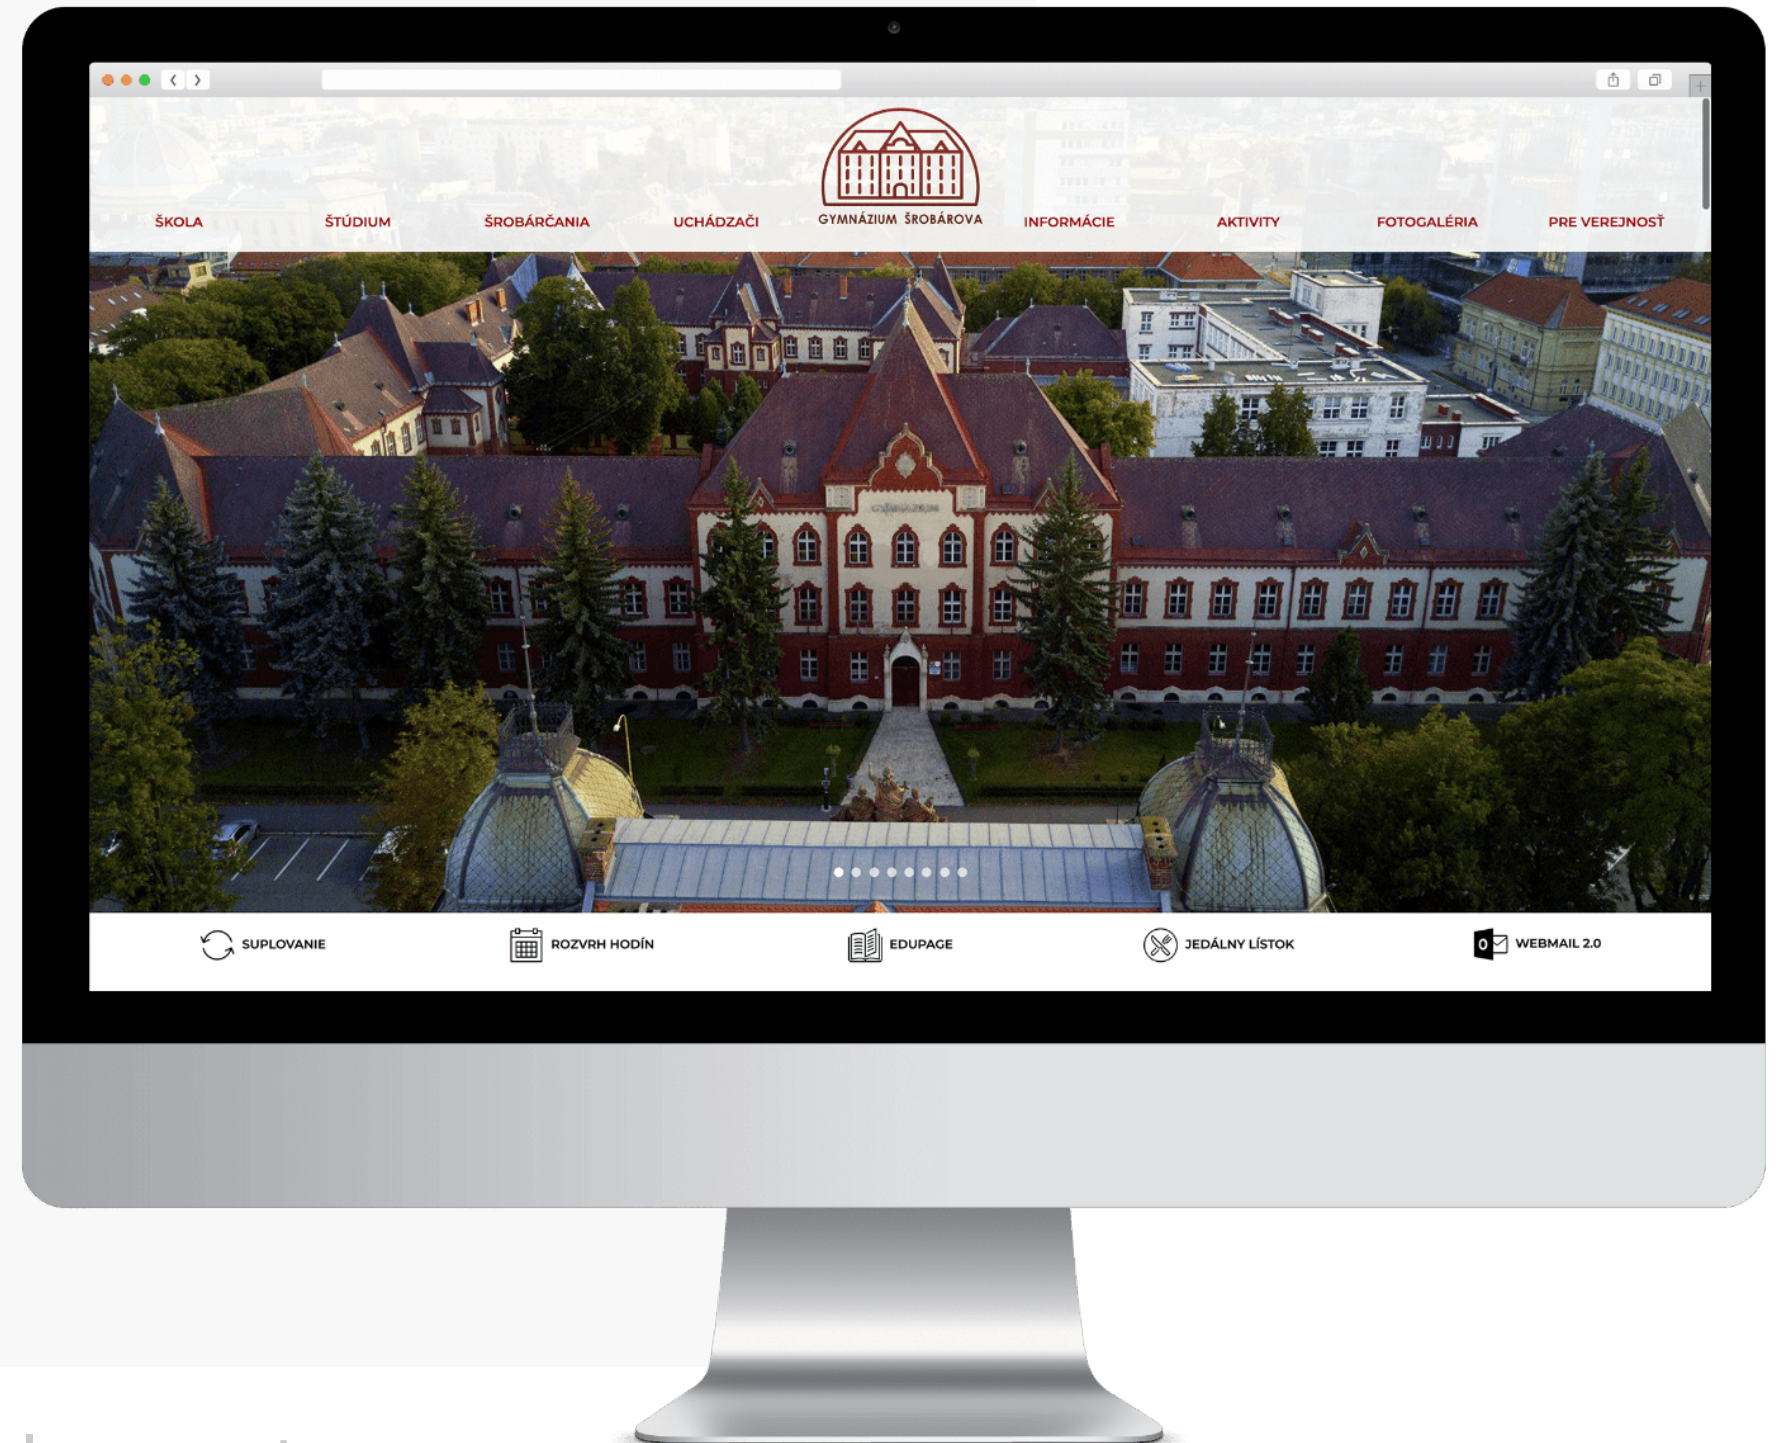 ŠKOLA
ŠTÚDIUM
ŠROBÁRČANIA
UCHÁDZAČI
GYMNÁZIUM ŠROBÁROVA
INFORMÁCIE
AKTIVITY
FOTOGALÉRIA
PRE VEREJNOSŤ
GYMNÁZIUM
SUPLOVANIE
ROZVRH HODÍN
EDUPAGE
JEDÁLNY LÍSTOK
WEBMAIL 2.0